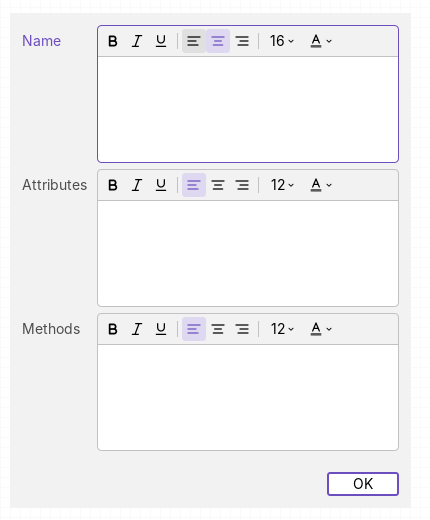 Name
B I U 16 A
Attributes
B I U 12 A
Methods
B I U 12 A
OK